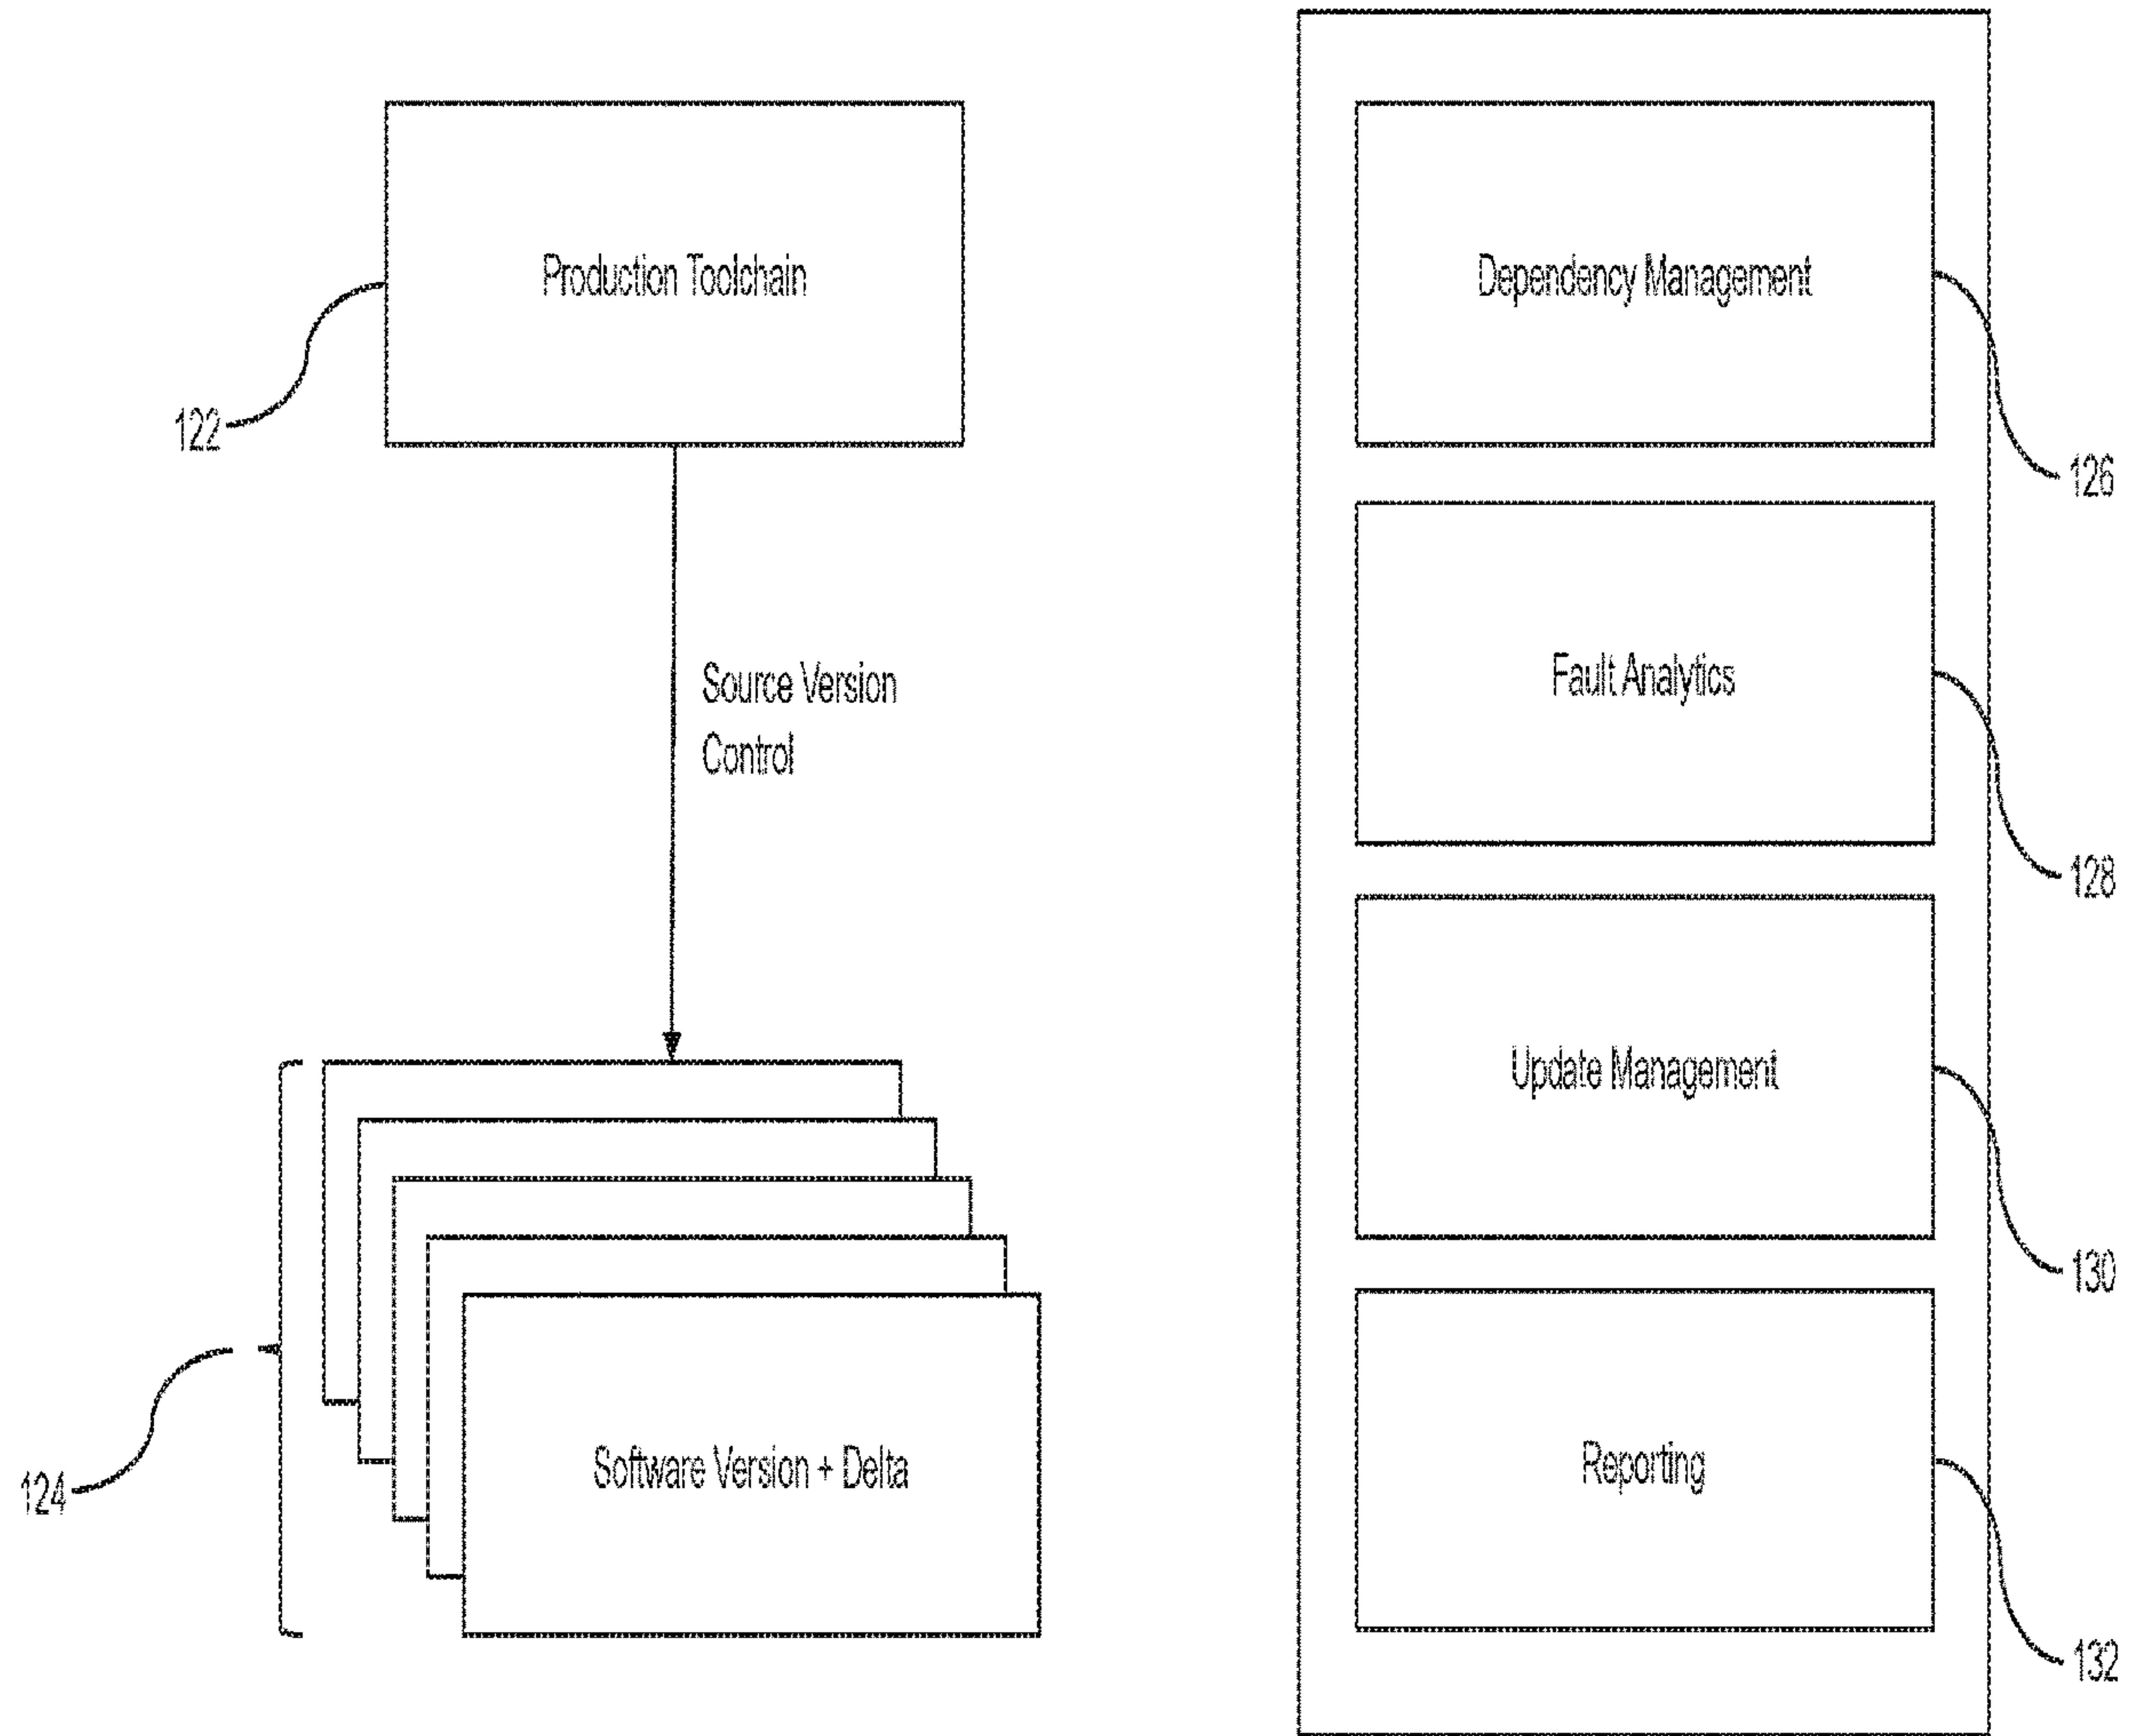 Production Toolchain
122
Source Version
Control
Software Version + Delta
124
Dependency Management
126
Fault Analytics
128
Update Management
130
Reporting
132